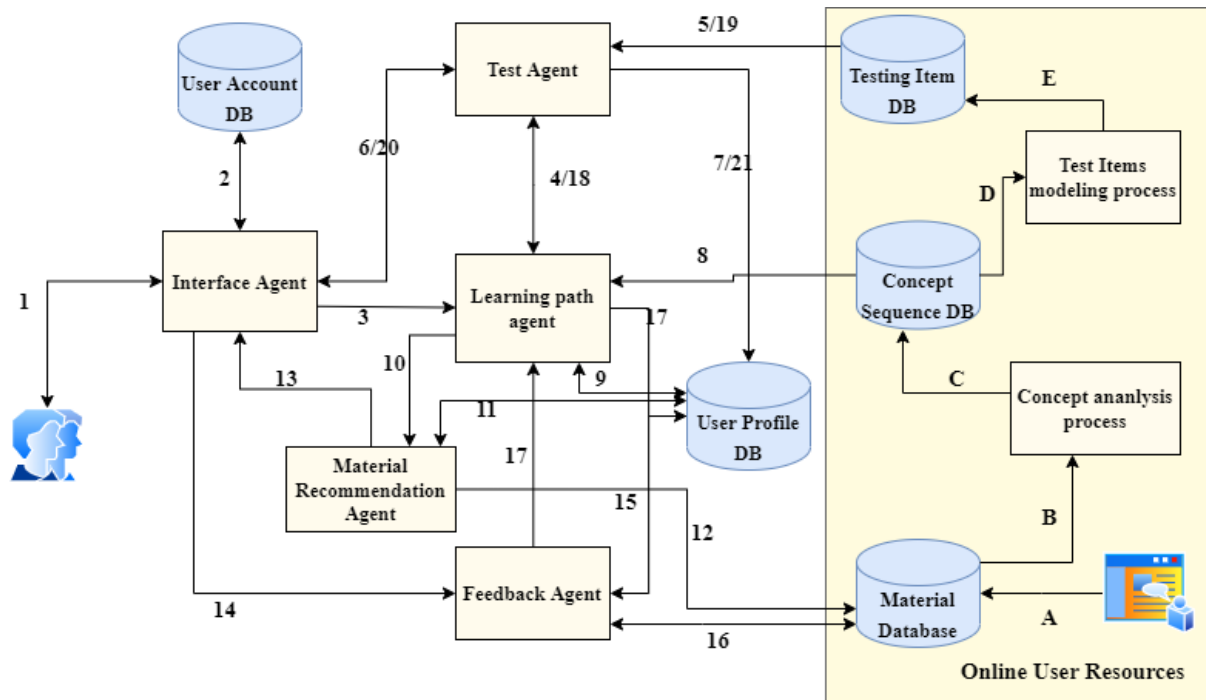 5/19
User Account
DB
Test Agent
Testing Item
DB
E
6/20
7/21
2
4/18
Test Items
modeling process
D
8
Interface Agent
Learning path
agent
Concept
Sequence DB
1
3
17
10
9
C
13
11
User Profile
DB
Concept ananlysis
process
Material
Recommendation
Agent
17
15
12
B
Feedback Agent
Material
Database
14
16
A
Online User Resources